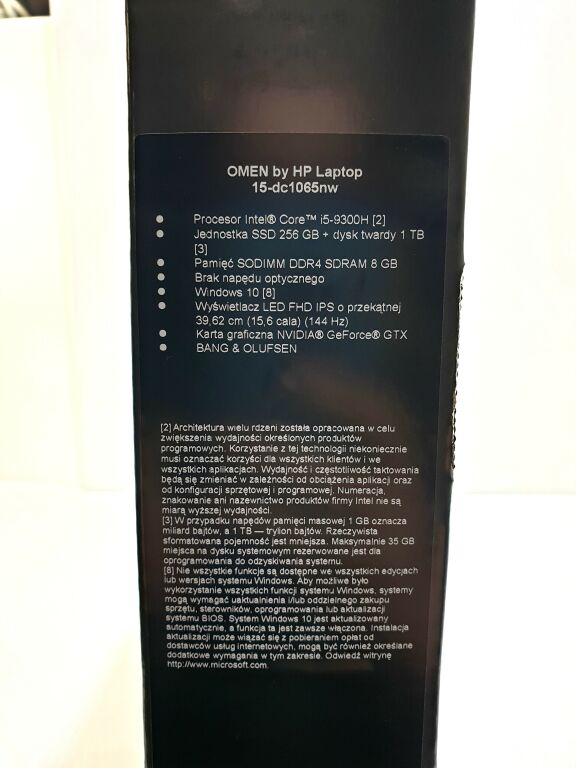 OMEN by HP Laptop
15-dc1065nw
• Procesor Intel® Core™ i5-9300H [2]
• Jednostka SSD 256 GB + dysk twardy 1 TB
[3]
• Pamięć SODIMM DDR4 SDRAM 8 GB
• Brak napędu optycznego
• Windows 10 [8]
• Wyświetlacz LED FHD IPS o przekątnej
39,62 cm (15,6 cala) (144 Hz)
• Karta graficzna NVIDIA® GeForce® GTX
• BANG & OLUFSEN
[2] Architektura wielu rdzeni została opracowana w celu
zwiększenia wydajności określonych produktów
programowych. Korzystanie z tej technologii niekoniecznie
musi oznaczać korzyści dla wszystkich klientów i we
wszystkich aplikacjach. Wydajność i częstotliwość taktowania
będą się zmieniać w zależności od obciążenia aplikacji oraz
od konfiguracji sprzętowej i programowej. Numeracja,
znakowanie ani nazewnictwo produktów firmy Intel nie są
miarą wyższej wydajności.
[3] W przypadku napędów pamięci masowej 1 GB oznacza
miliard bajtów, a 1 TB — trylion bajtów. Rzeczywista
sformatowana pojemność jest mniejsza. Maksymalnie 35 GB
miejsca na dysku systemowym rezerwowane jest dla
oprogramowania do odzyskiwania systemu.
[8] Nie wszystkie funkcje są dostępne we wszystkich edycjach
lub wersjach systemu Windows. Aby możliwe było
wykorzystanie wszystkich funkcji systemu Windows, systemy
mogą wymagać uaktualnienia i/lub oddzielnego zakupu
sprzętu, sterowników, oprogramowania lub aktualizacji
systemu BIOS. System Windows 10 jest aktualizowany
automatycznie, a funkcja ta jest zawsze włączona. Instalacja
aktualizacji może wiązać się z pobieraniem opłat od
dostawców usług internetowych, mogą być również określane
dodatkowe wymagania w tym zakresie. Odwiedź witrynę
http://www.microsoft.com.